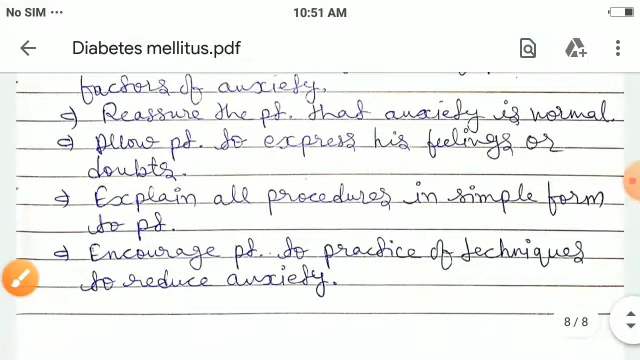 No SIM ••• 10:51 AM
Diabetes mellitus.pdf
factors of anxiety.
⇒ Reassure the pt. that anxiety is normal.
⇒ Allow pt. to express his feelings or
doubts.
⇒ Explain all procedures in simple form
to pt.
⇒ Encourage pt. to practice of techniques
to reduce anxiety.
8 / 8